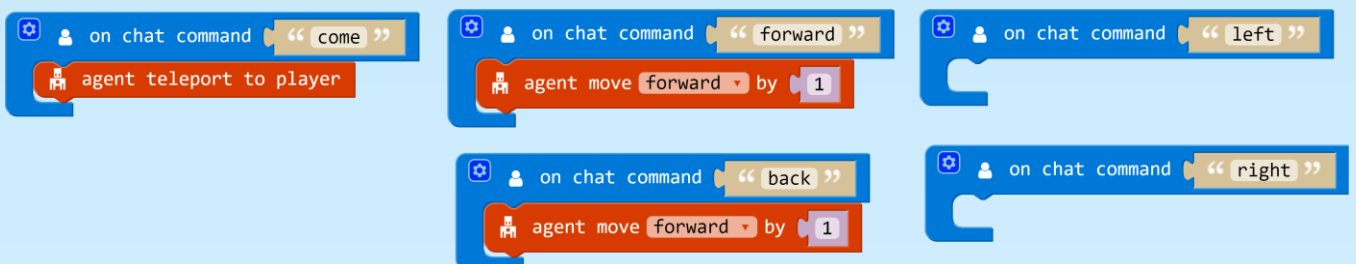 on chat command “ come ”
agent teleport to player
on chat command “ forward ”
agent move forward by 1
on chat command “ back ”
agent move forward by 1
on chat command “ left ”
on chat command “ right ”